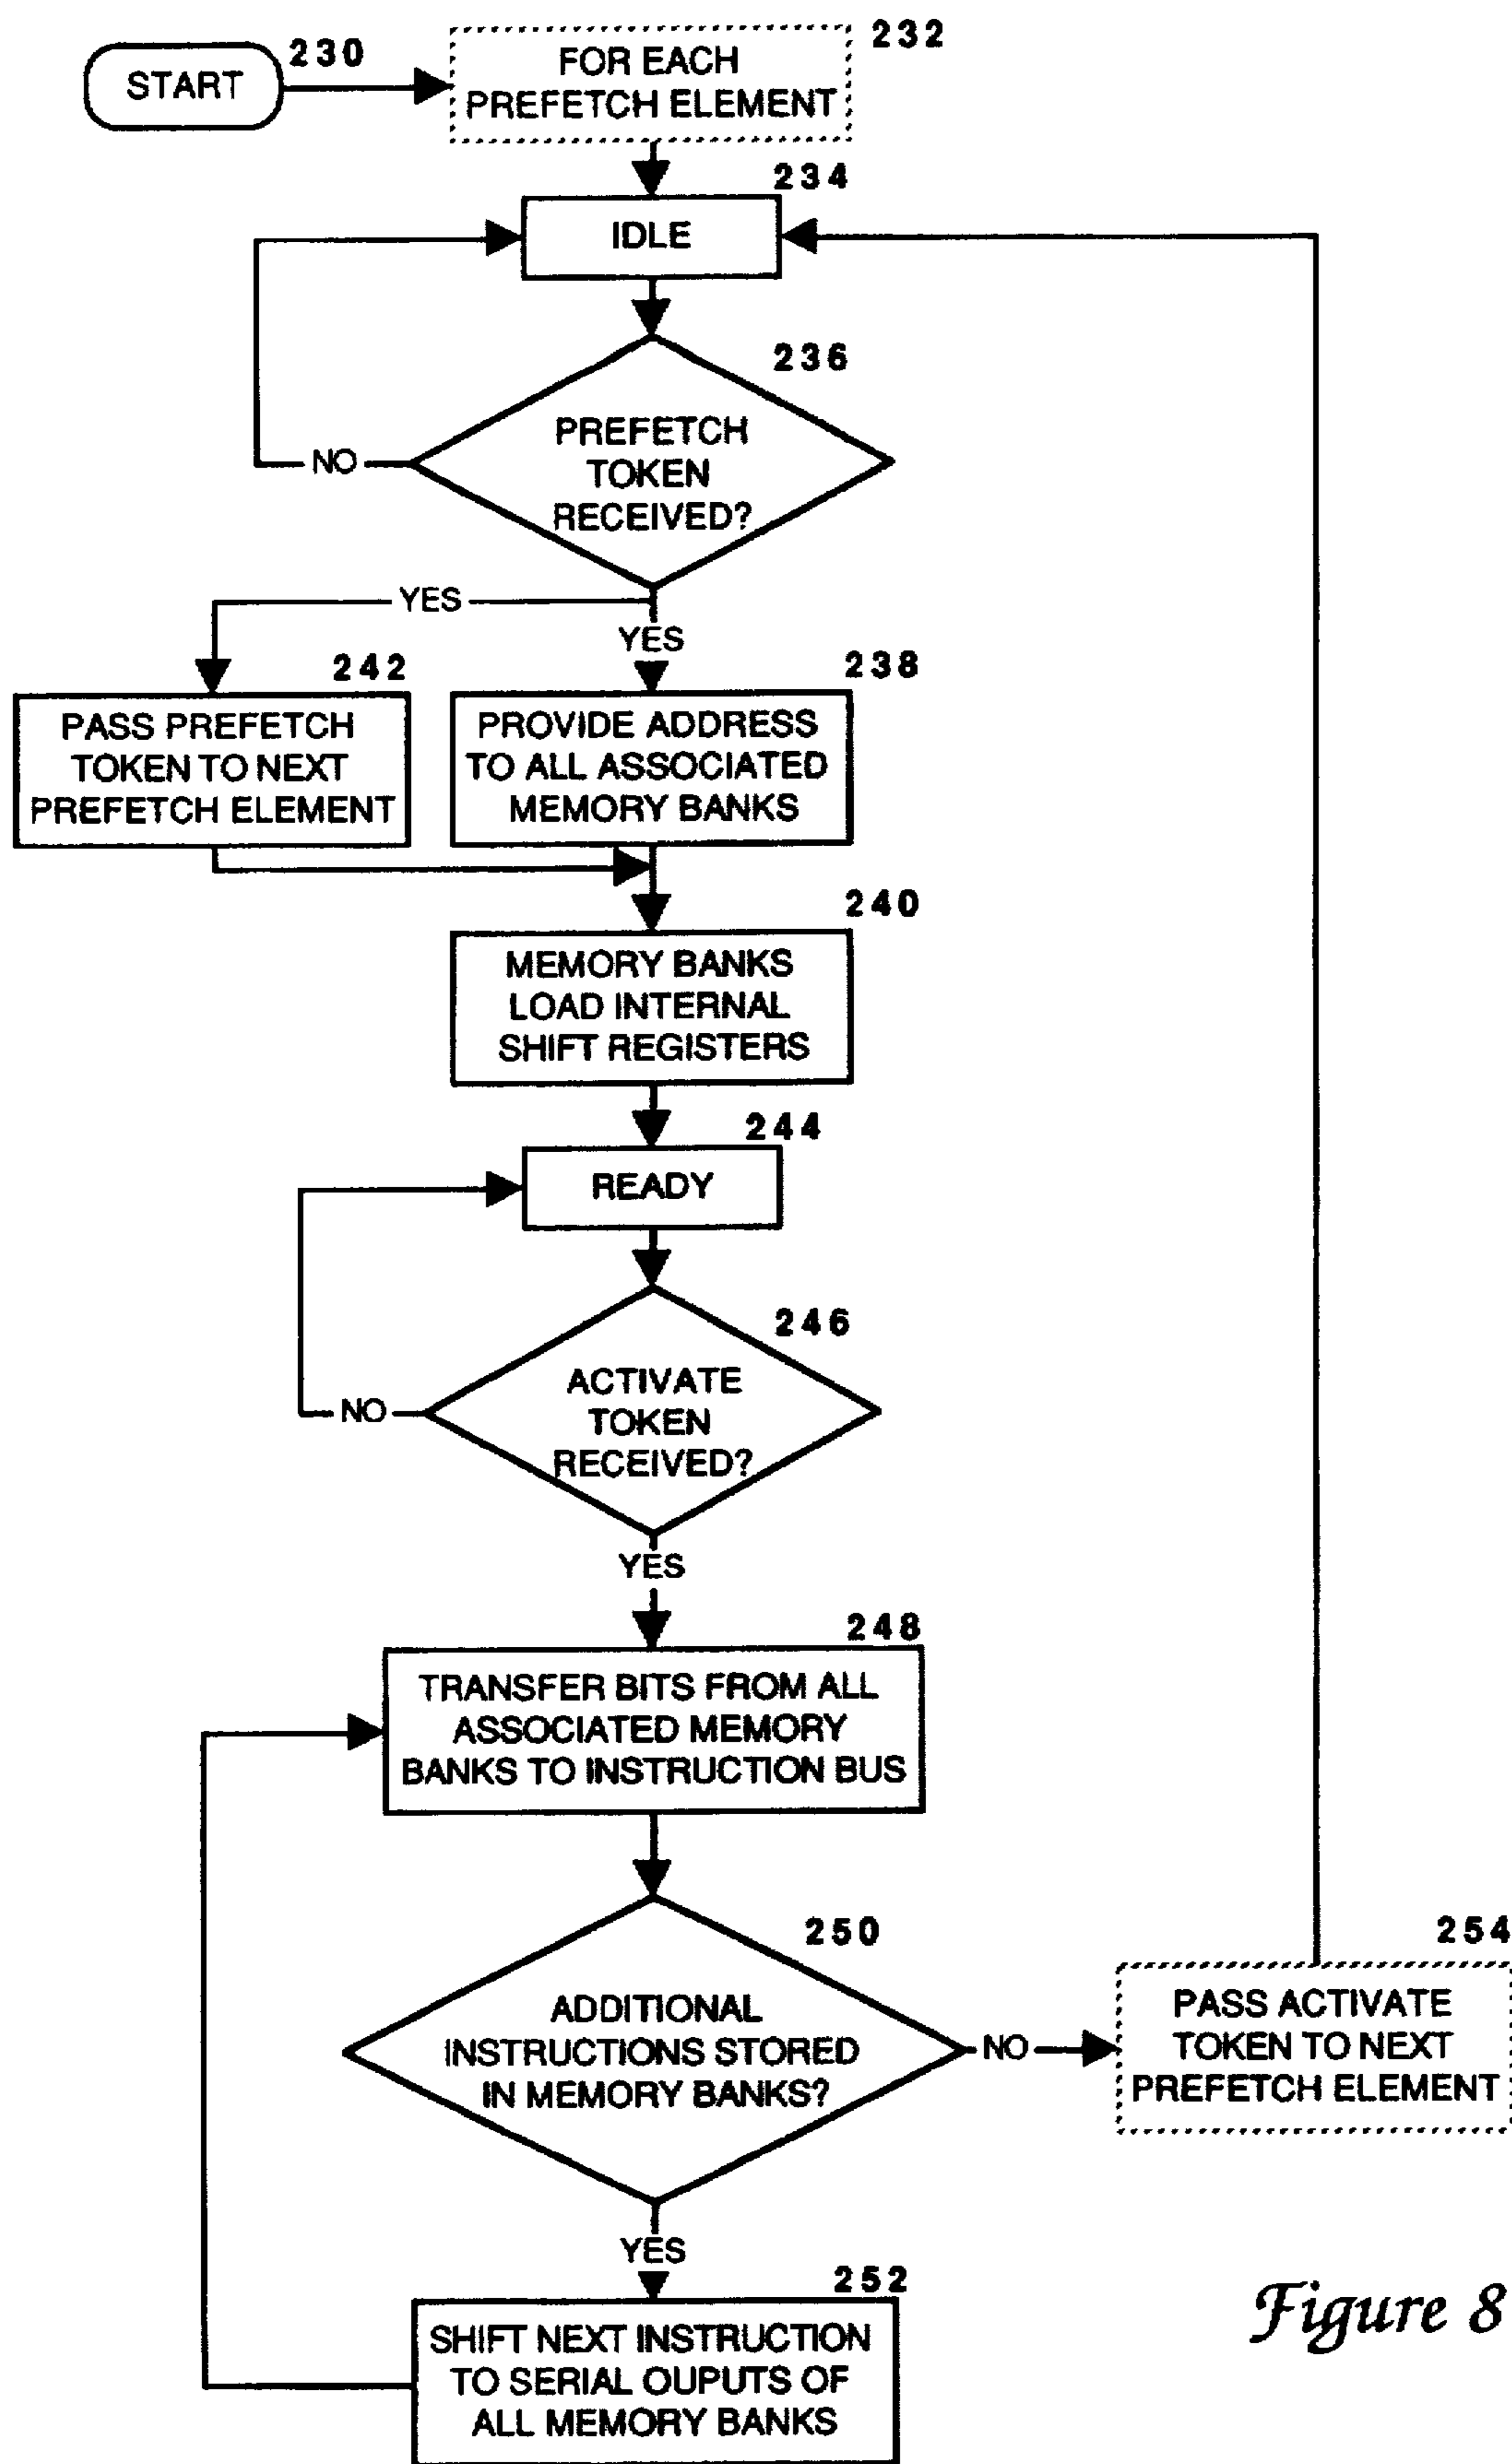 START
230
FOR EACH
PREFETCH ELEMENT
232
234
IDLE
236
PREFETCH
TOKEN
RECEIVED?
NO
YES
YES
242
PASS PREFETCH
TOKEN TO NEXT
PREFETCH ELEMENT
238
PROVIDE ADDRESS
TO ALL ASSOCIATED
MEMORY BANKS
240
MEMORY BANKS
LOAD INTERNAL
SHIFT REGISTERS
244
READY
246
ACTIVATE
TOKEN
RECEIVED?
NO
YES
248
TRANSFER BITS FROM ALL
ASSOCIATED MEMORY
BANKS TO INSTRUCTION BUS
250
ADDITIONAL
INSTRUCTIONS STORED
IN MEMORY BANKS?
NO
254
PASS ACTIVATE
TOKEN TO NEXT
PREFETCH ELEMENT
YES
252
SHIFT NEXT INSTRUCTION
TO SERIAL OUPUTS OF
ALL MEMORY BANKS
Figure 8